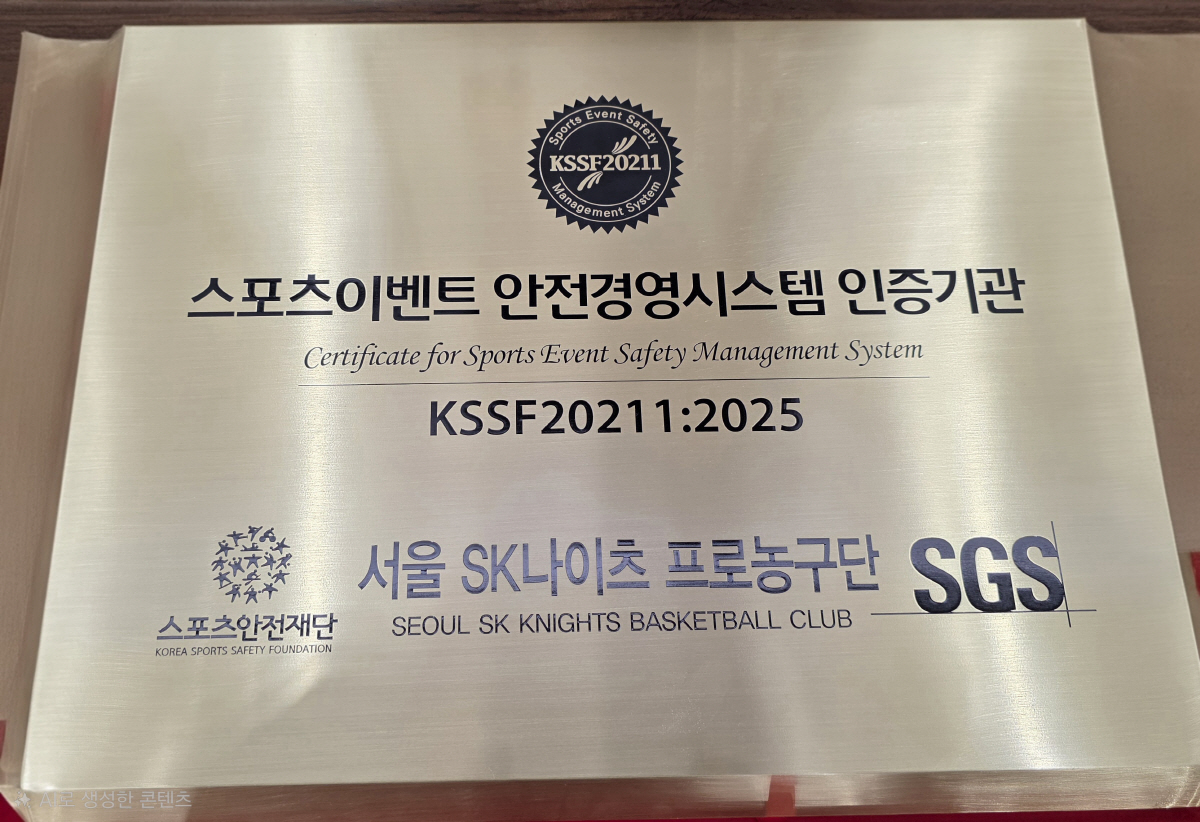 Sports Event Safety
KSSF20211
Management System
스포츠이벤트 안전경영시스템 인증기관
Certificate for Sports Event Safety Management System
KSSF20211:2025
스포츠안전재단
KOREA SPORTS SAFETY FOUNDATION
서울 SK나이츠 프로농구단
SEOUL SK KNIGHTS BASKETBALL CLUB
SGS
AI로 생성한 콘텐츠